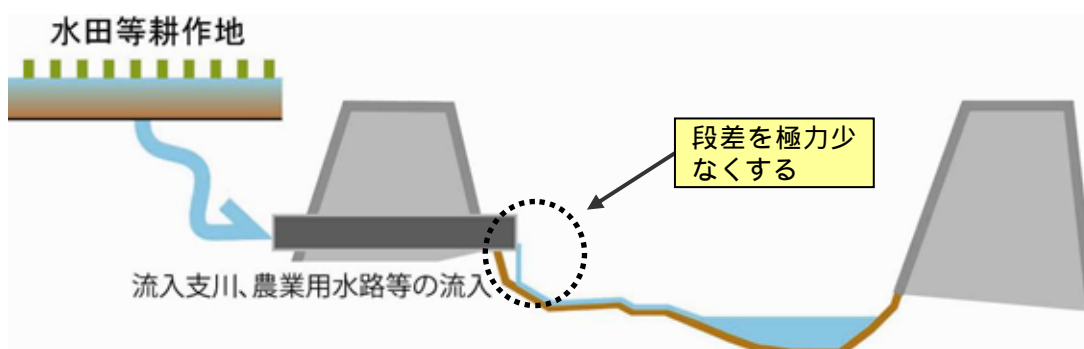 水田等耕作地
段差を極力少
なくする
流入支川、農業用水路等の流入